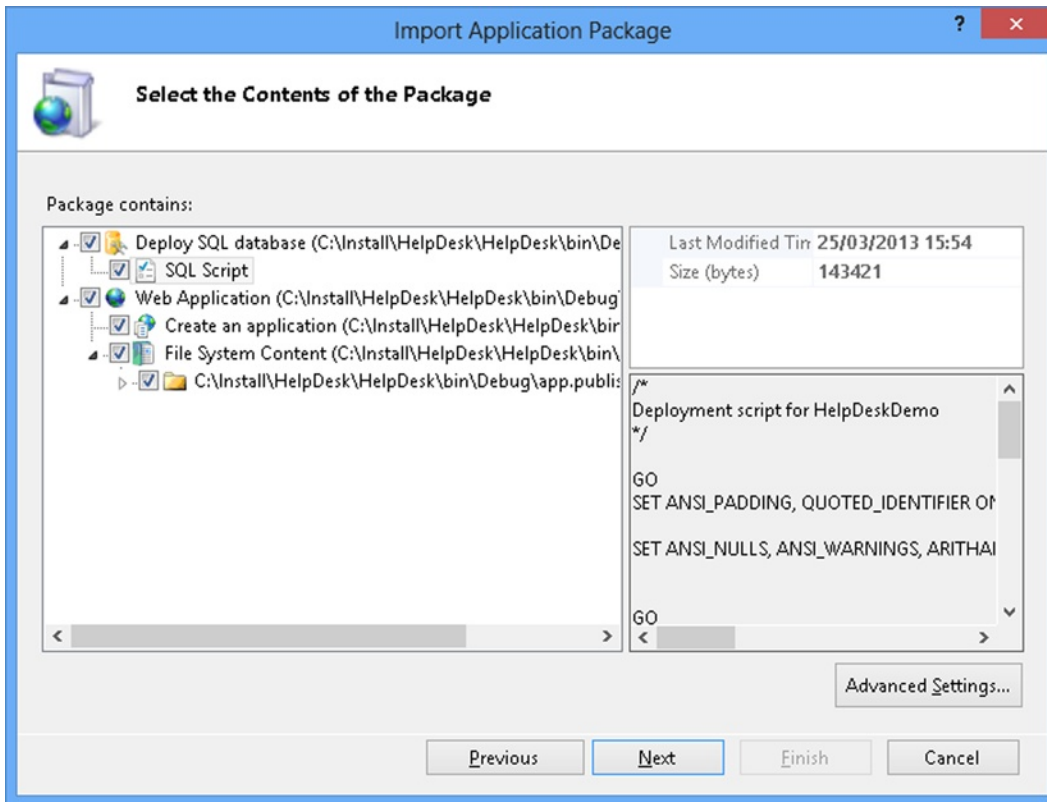 Import Application Package
?
Select the Contents of the Package
Package contains:
Deploy SQL database (C:\Install\HelpDesk\HelpDesk\bin\De
SQL Script
Web Application (C:\Install\HelpDesk\HelpDesk\bin\Debug
Create an application (C:\Install\HelpDesk\HelpDesk\bin
File System Content (C:\Install\HelpDesk\HelpDesk\bin\
C:\Install\HelpDesk\HelpDesk\bin\Debug\app.publis
Last Modified Tim 25/03/2013 15:54
Size (bytes) 143421
/*
Deployment script for HelpDeskDemo
*/
GO
SET ANSI_PADDING, QUOTED_IDENTIFIER ON
SET ANSI_NULLS, ANSI_WARNINGS, ARITHA
GO
Advanced Settings...
Previous
Next
Finish
Cancel